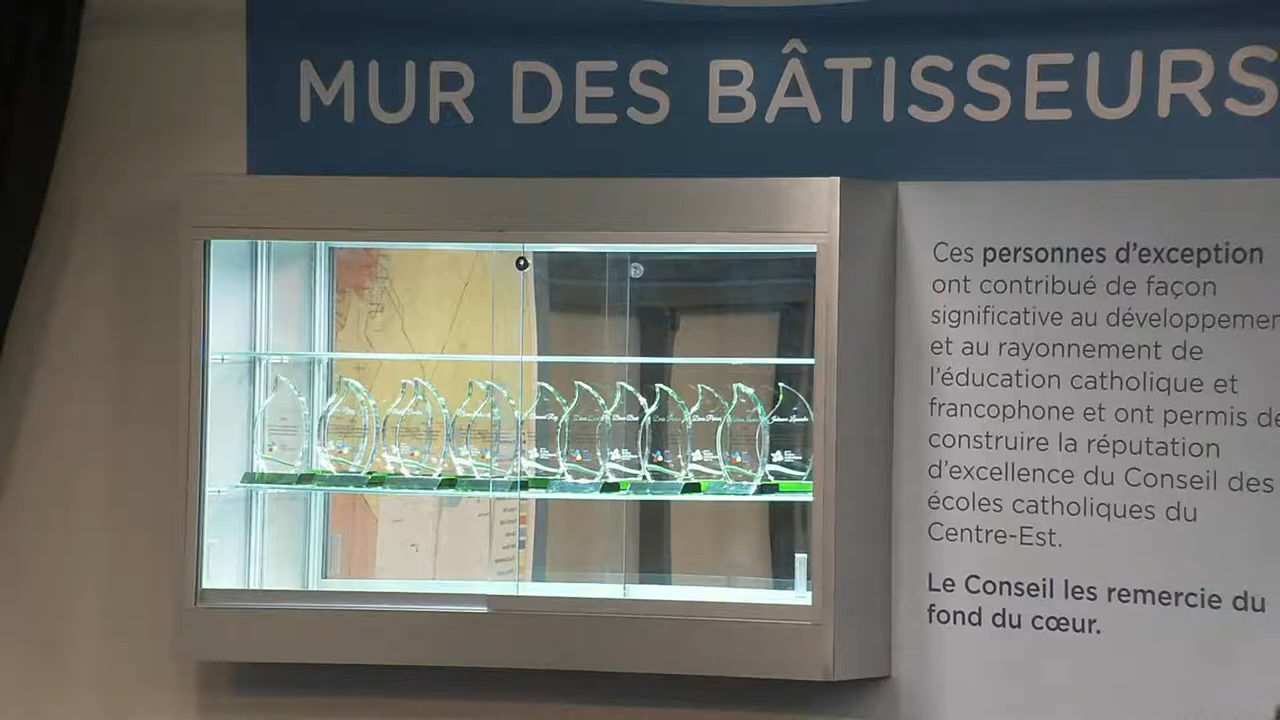 MUR DES BÂTISSEURS
Ces personnes d'exception
ont contribué de façon
significative au développemen
et au rayonnement de
l'éducation catholique et
francophone et ont permis de
construire la réputation
d'excellence du Conseil des
écoles catholiques du
Centre-Est.
Le Conseil les remercie du
fond du cœur.